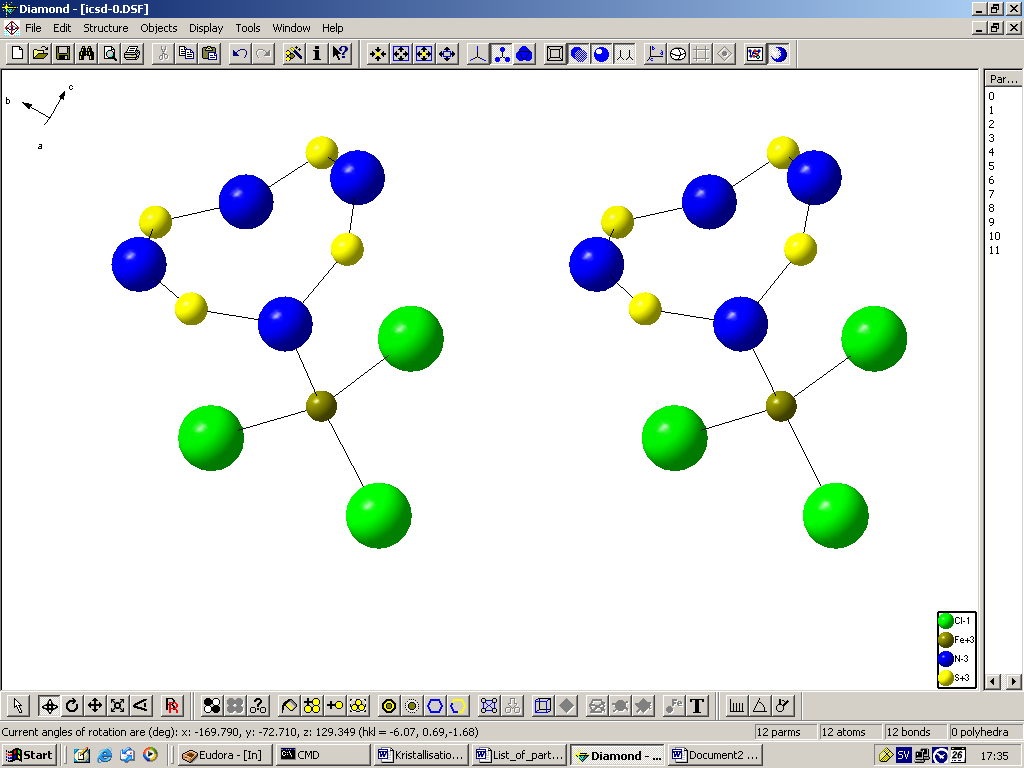 Diamond - [icsd-0.DSF]
File Edit Structure Objects Display Tools Window Help
Par...
0
1
2
3
4
5
6
7
8
9
10
11
c
b
a
Cl-1
Fe+3
N-3
S+3
Fe T
Current angles of rotation are (deg): x: -169.790, y: -72.710, z: 129.349 (hkl = -6.07, 0.69,-1.68) 12 parms 12 atoms 12 bonds 0 polyhedra
Start Eudora - [In] CMD Kristallisatio... List_of_part... Diamond - ... Document2 ... SV 26 17:35